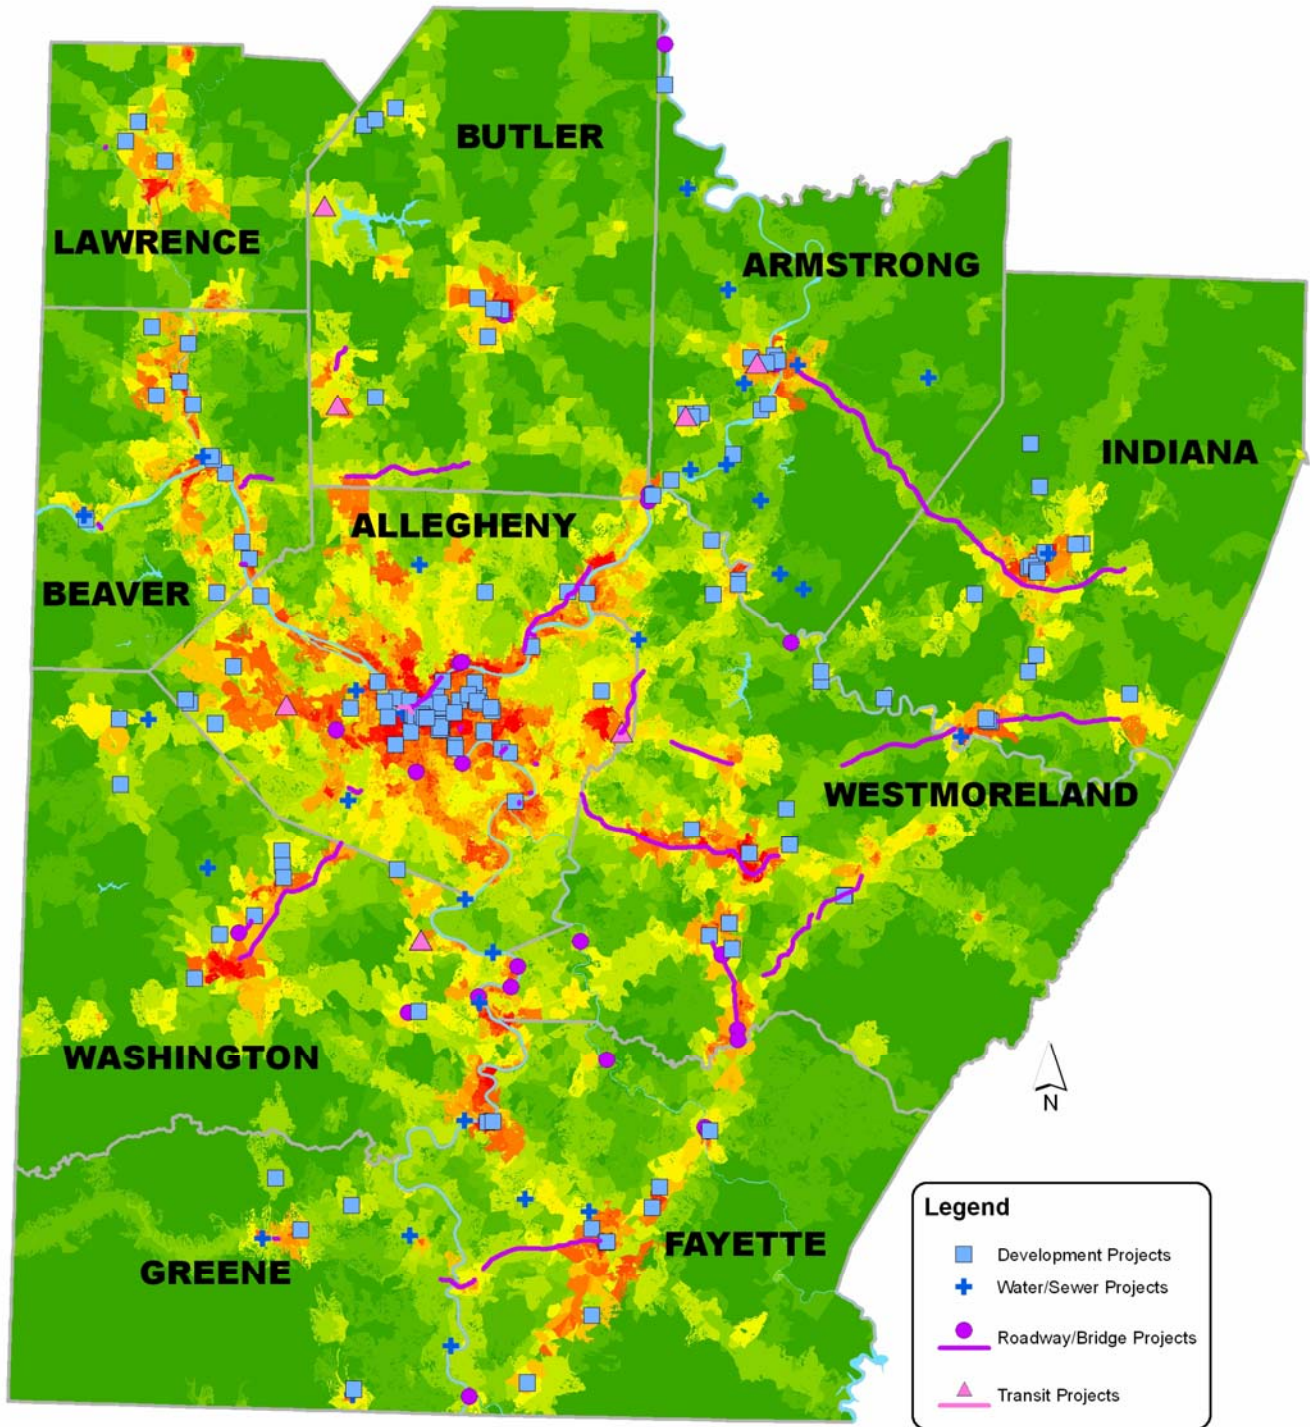 BUTLER
LAWRENCE
ARMSTRONG
INDIANA
ALLEGHENY
BEAVER
WESTMORELAND
WASHINGTON
N
FAYETTE
GREENE
Legend
Development Projects
Water/Sewer Projects
Roadway/Bridge Projects
Transit Projects